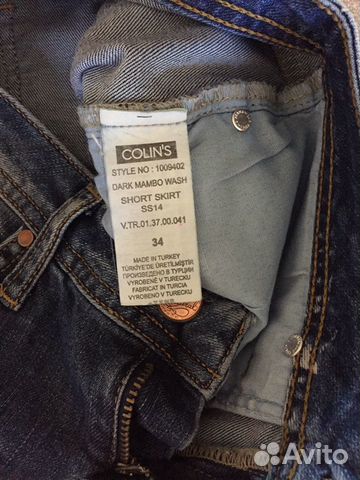 COLIN'S
STYLE NO : 1009402
DARK MAMBO WASH
SHORT SKIRT
SS14
V.TR.01.37.00.041
34
MADE IN TURKEY
TÜRKİYE'DE ÜRETİLMİŞTİR
ПРОИЗВЕДЕНО В ТУРЦИИ
VYROBENÉ V TURECKU
FABRICAT IN TURCIA
VYROBENO V TURECKU
Avito